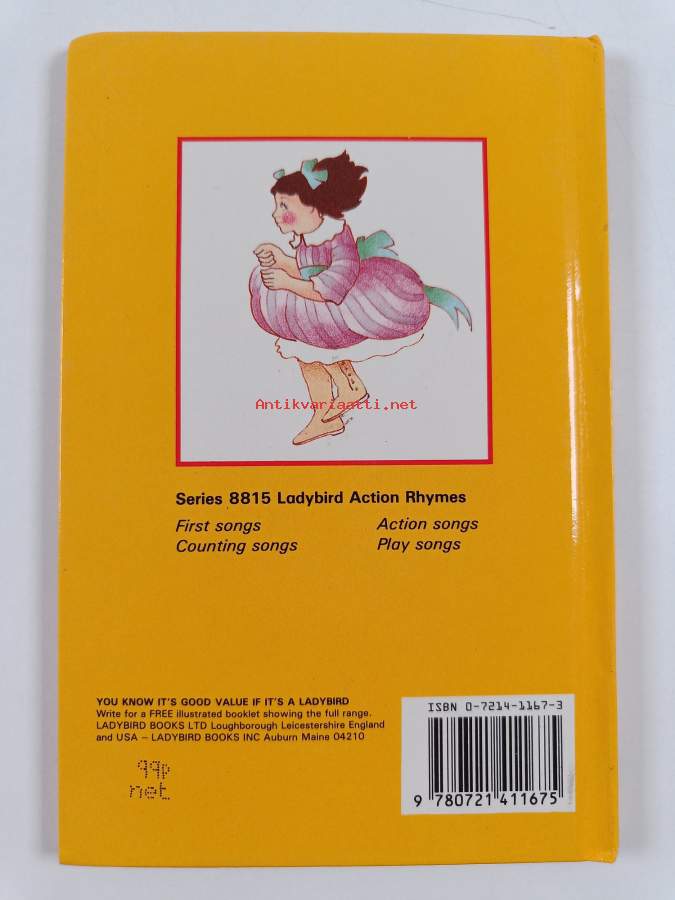 Antikvariaatti.net
Series 8815 Ladybird Action Rhymes
First songs Action songs
Counting songs Play songs
YOU KNOW IT'S GOOD VALUE IF IT'S A LADYBIRD
Write for a FREE illustrated booklet showing the full range.
LADYBIRD BOOKS LTD Loughborough Leicestershire England
and USA – LADYBIRD BOOKS INC Auburn Maine 04210
99p
net
ISBN 0-7214-1167-3
9 780721 411675